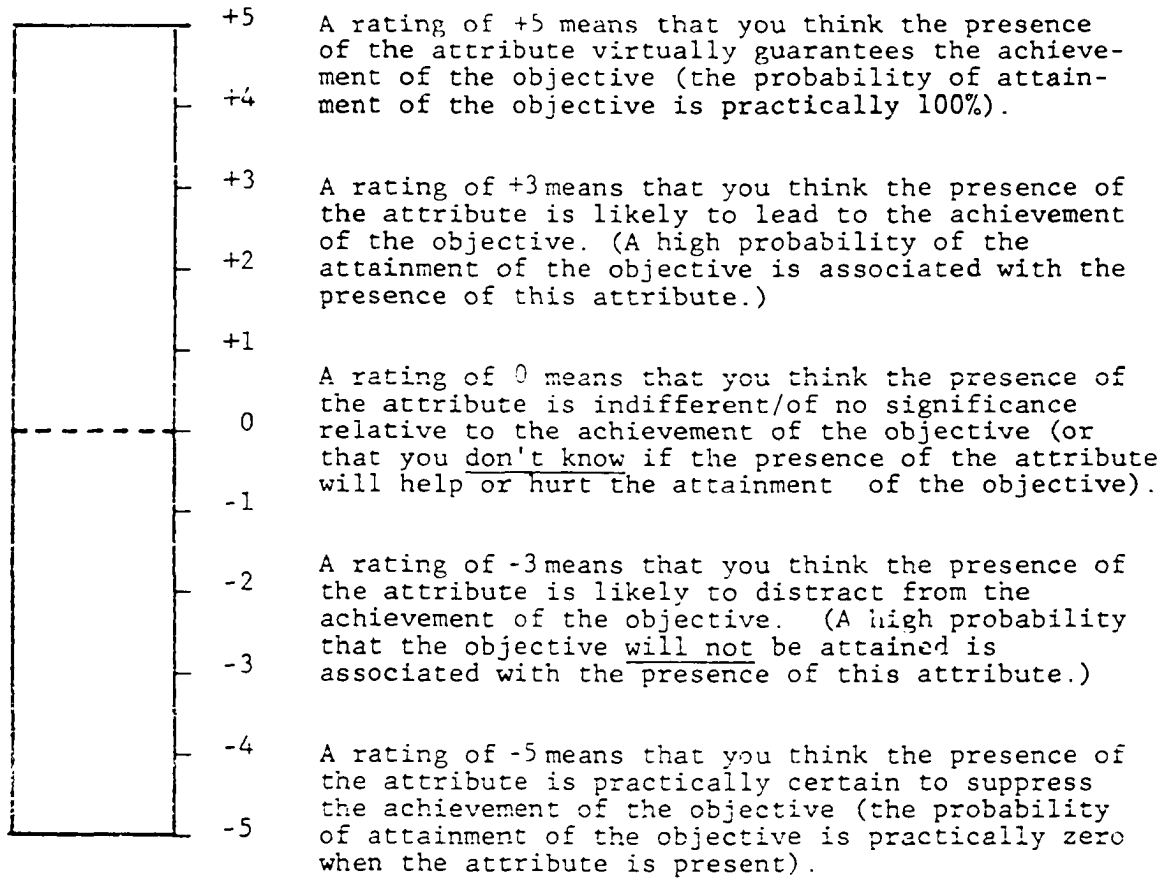 +5
A rating of +5 means that you think the presence
of the attribute virtually guarantees the achieve-
ment of the objective (the probability of attain-
+4
ment of the objective is practically 100%).
+3
A rating of +3 means that you think the presence of
the attribute is likely to lead to the achievement
of the objective. (A high probability of the
+2
attainment of the objective is associated with the
presence of this attribute.)
+1
A rating of 0 means that you think the presence of
the attribute is indifferent/of no significance
0
relative to the achievement of the objective (or
that you don't know if the presence of the attribute
will help or hurt the attainment of the objective).
-1
A rating of -3 means that you think the presence of
-2
the attribute is likely to distract from the
achievement of the objective. (A high probability
that the objective will not be attained is
-3
associated with the presence of this attribute.)
-4
A rating of -5 means that you think the presence of
the attribute is practically certain to suppress
the achievement of the objective (the probability
-5
of attainment of the objective is practically zero
when the attribute is present).